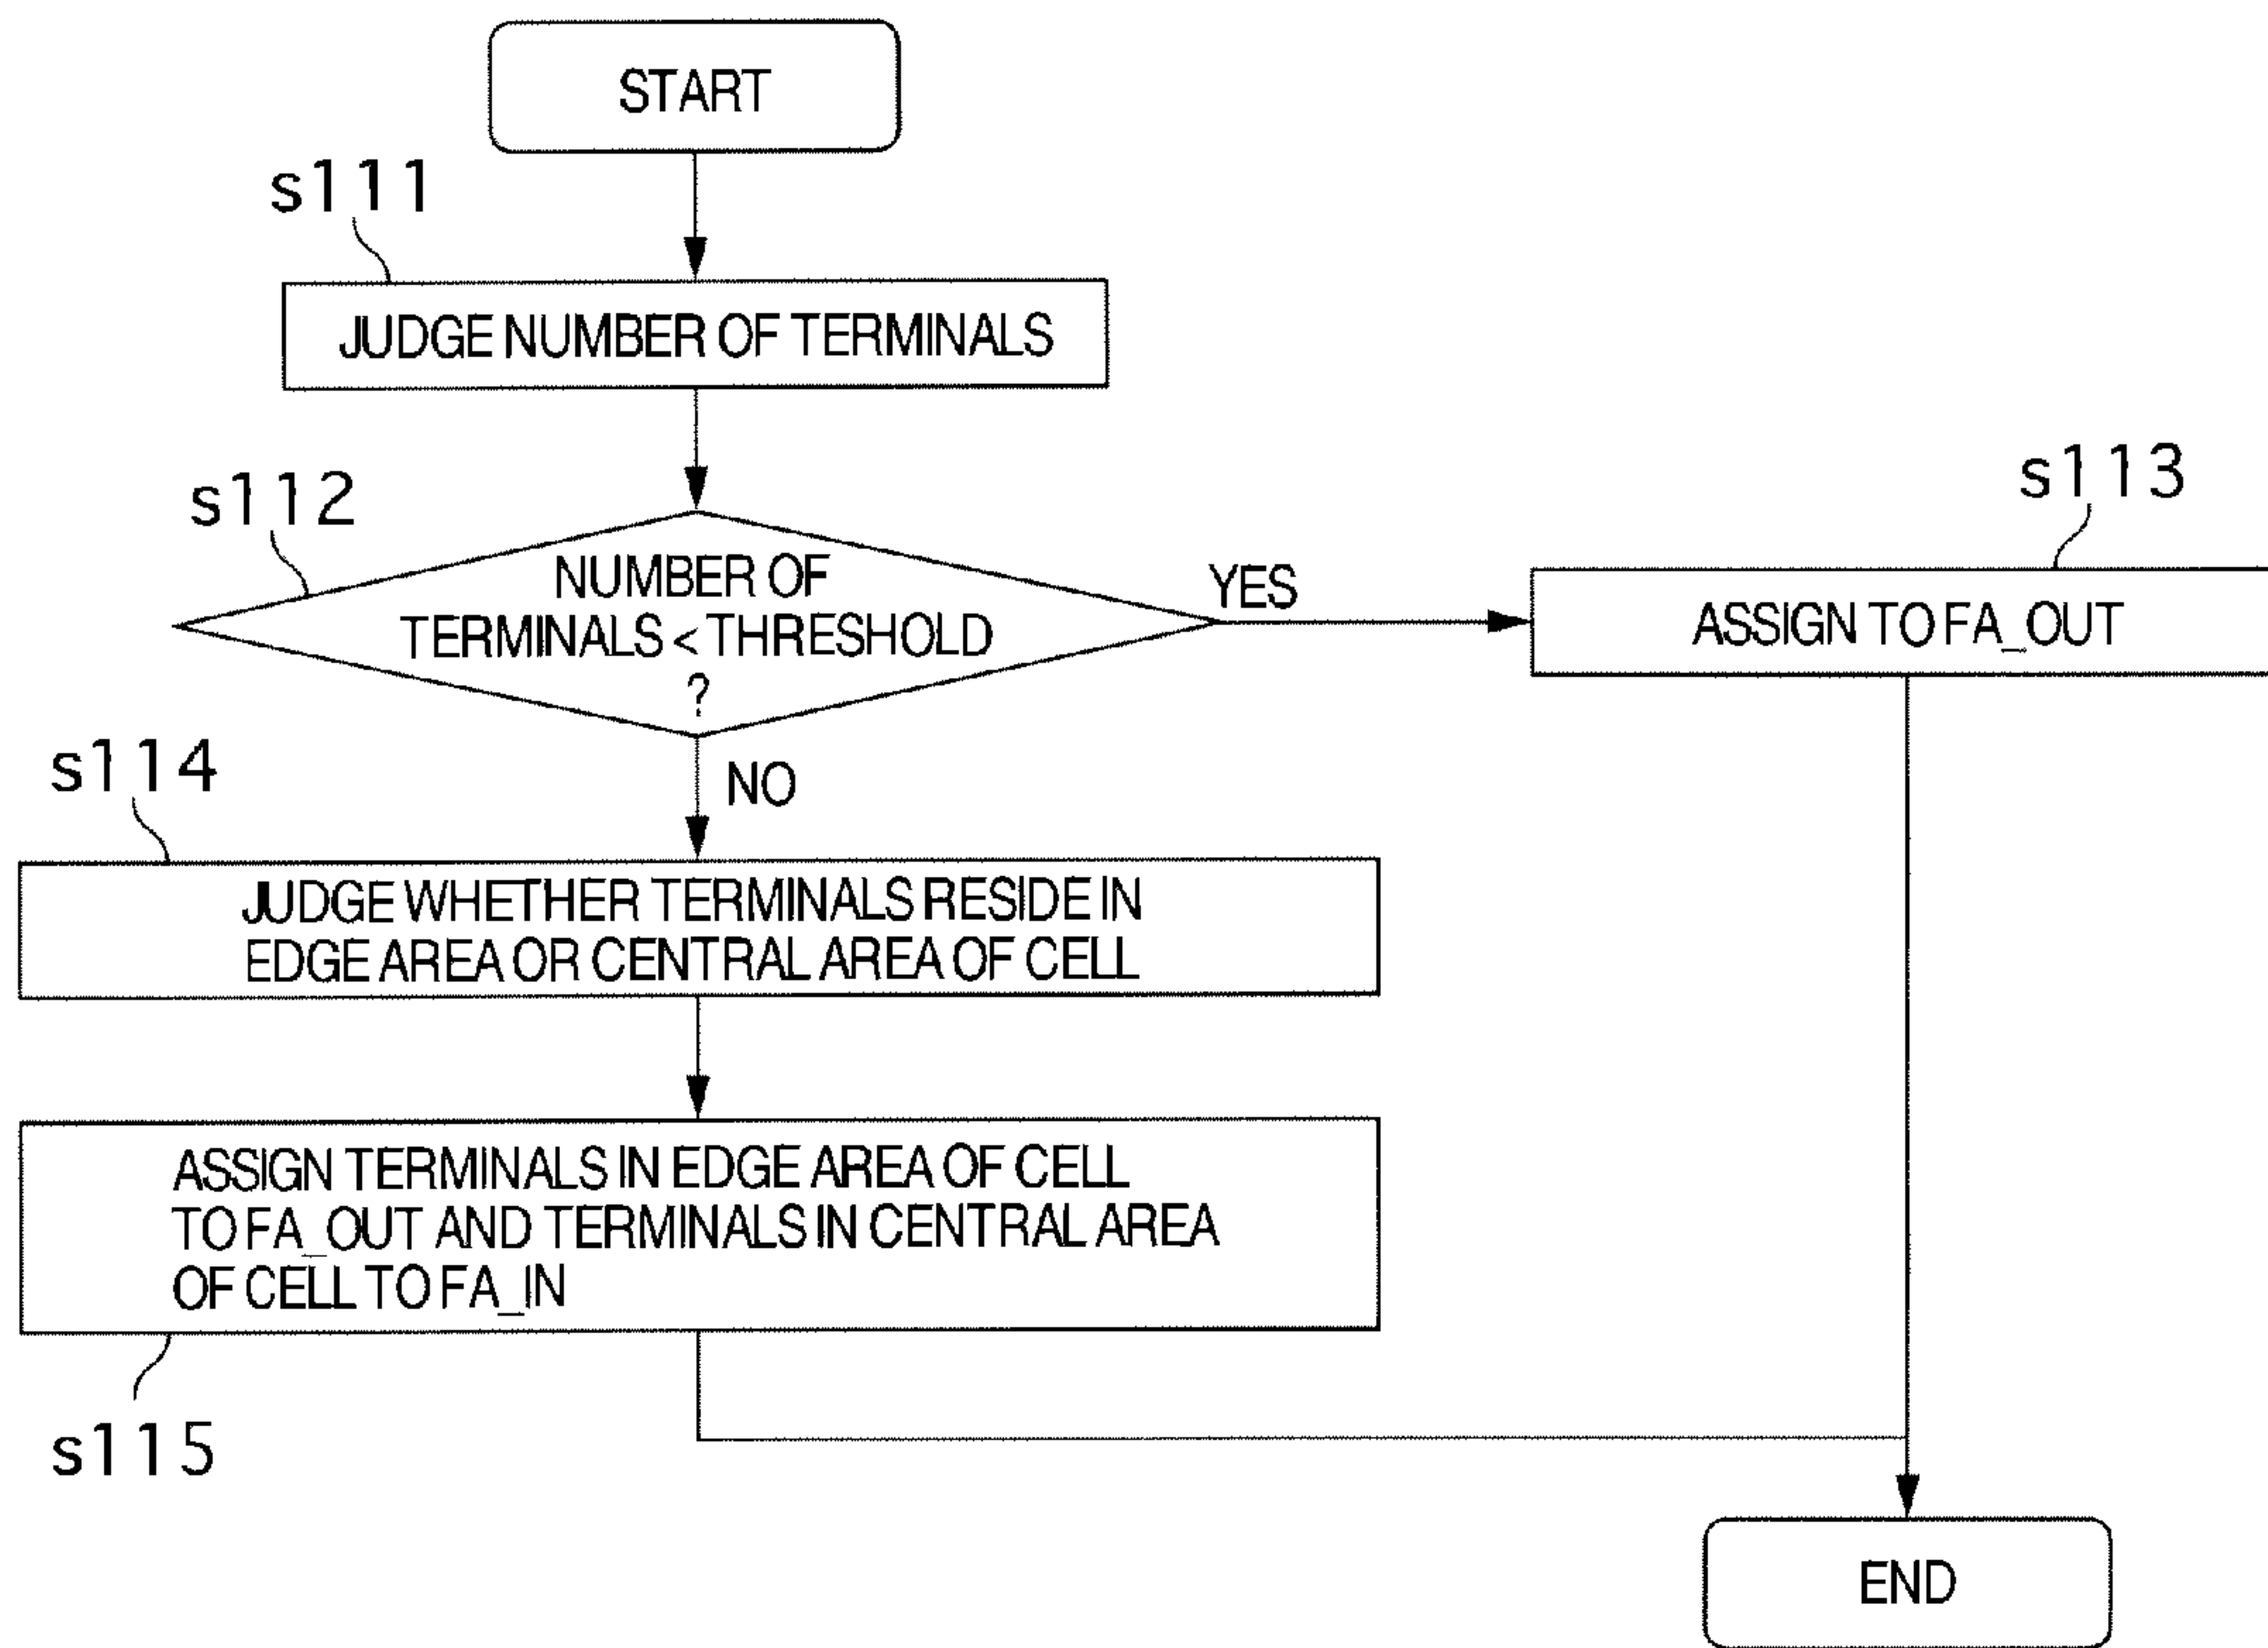 START
s111
JUDGE NUMBER OF TERMINALS
s112
NUMBER OF
TERMINALS < THRESHOLD
?
YES
s113
ASSIGN TO FA_OUT
NO
s114
JUDGE WHETHER TERMINALS RESIDE IN
EDGE AREA OR CENTRAL AREA OF CELL
ASSIGN TERMINALS IN EDGE AREA OF CELL
TO FA_OUT AND TERMINALS IN CENTRAL AREA
OF CELL TO FA_IN
s115
END